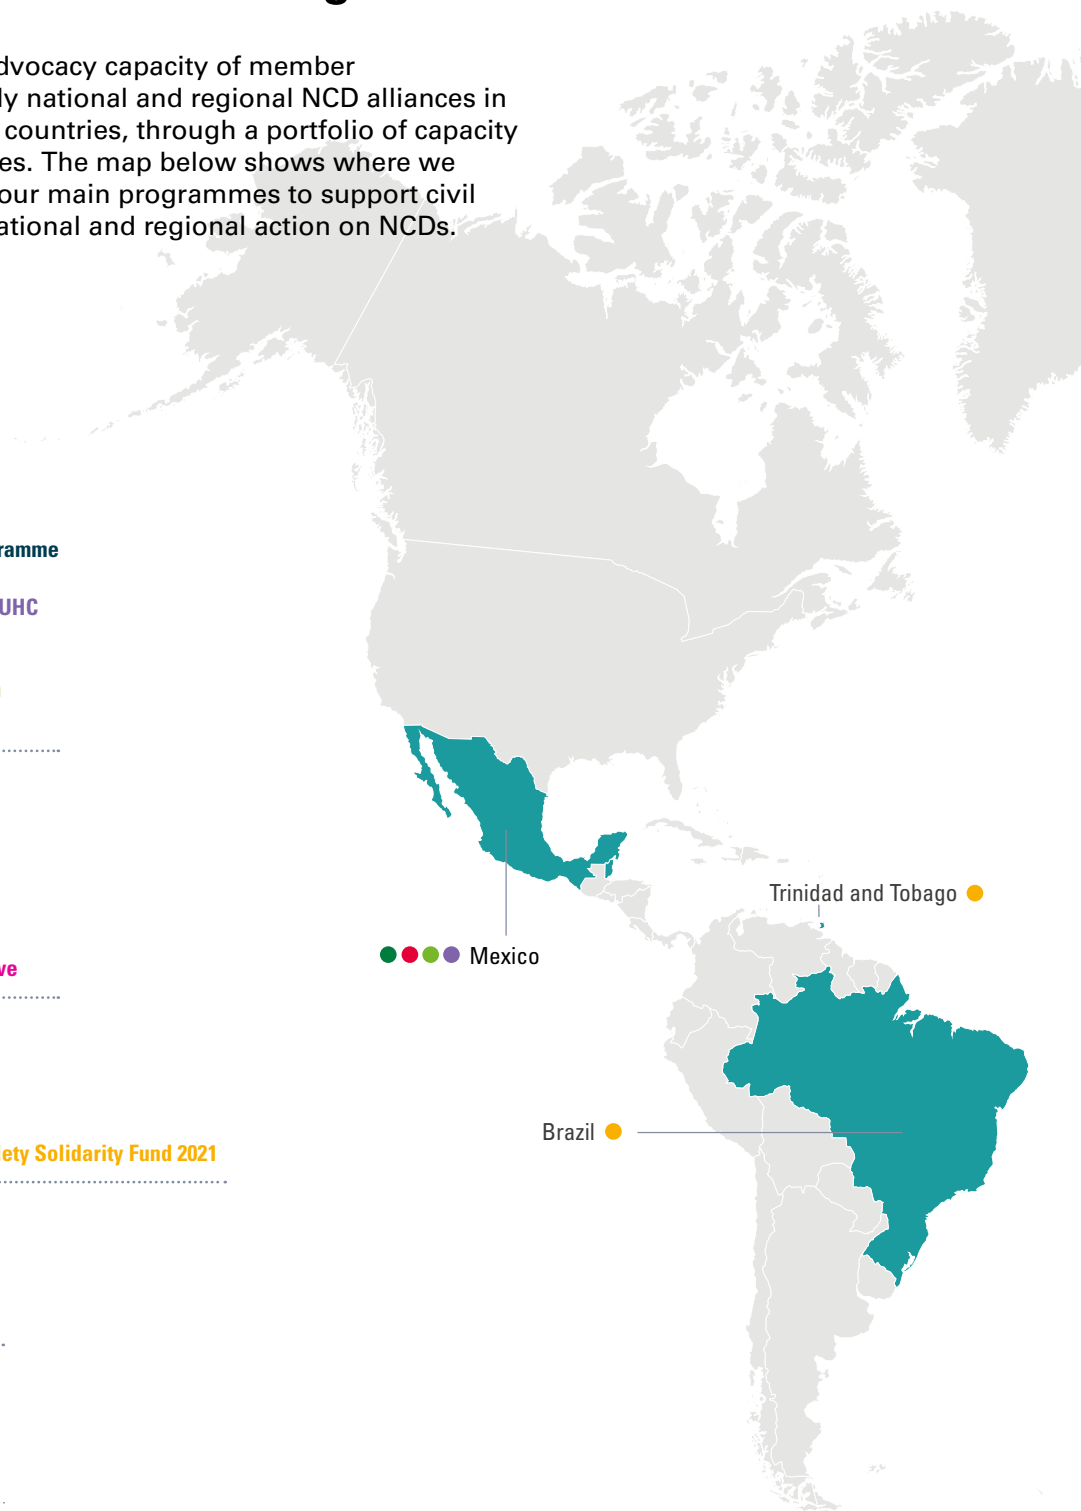 dvocacy capacity of member
ly national and regional NCD alliances in
countries, through a portfolio of capacity
es. The map below shows where we
our main programmes to support civil
ational and regional action on NCDs.
ramme
UHC
ve
iety Solidarity Fund 2021
Trinidad and Tobago
Mexico
Brazil